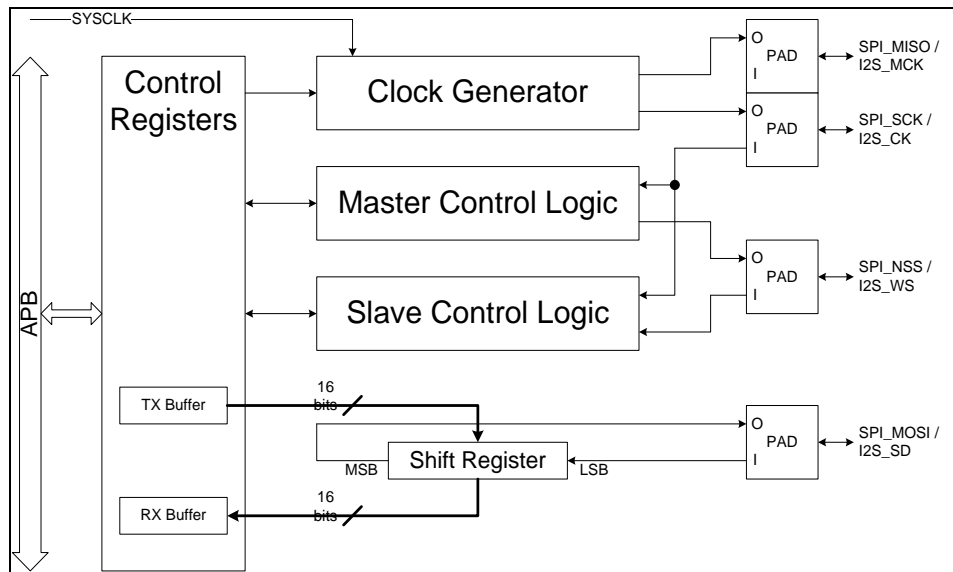 SYSCLK
APB
Control
Registers
Clock Generator
O
PAD
I
SPI_MISO /
I2S_MCK
O
PAD
I
SPI_SCK /
I2S_CK
Master Control Logic
Slave Control Logic
O
PAD
I
SPI_NSS /
I2S_WS
TX Buffer
16
bits
MSB
Shift Register
LSB
O
PAD
I
SPI_MOSI /
I2S_SD
RX Buffer
16
bits